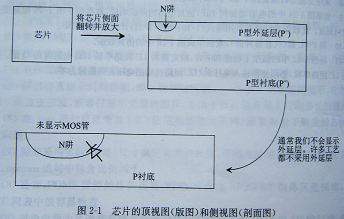 芯片
将芯片侧面
翻转并放大
N阱
P型外延层(P⁻)
P型衬底(P⁺)
未显示MOS管
N阱
P衬底
通常我们不会显示
外延层。许多工艺
都不采用外延层
图 2-1 芯片的顶视图(版图)和侧视图(剖面图)